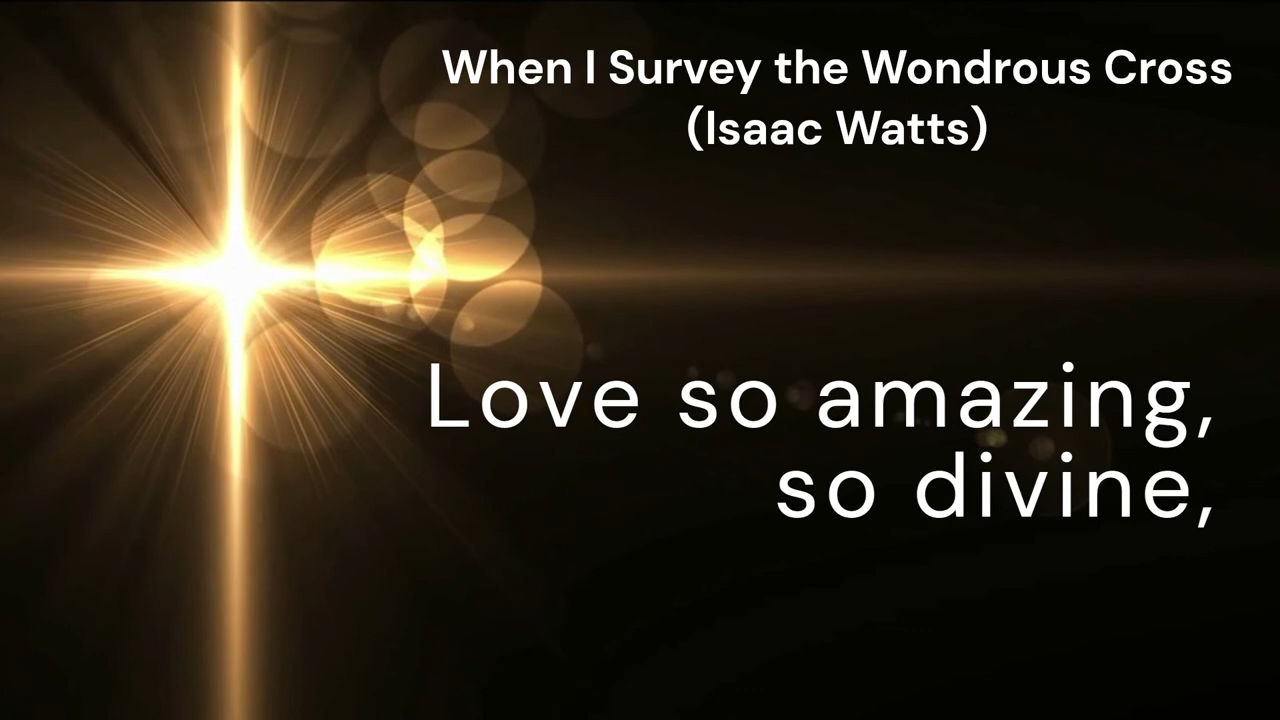 When I Survey the Wondrous Cross
(Isaac Watts)
Love so amazing,
so divine,